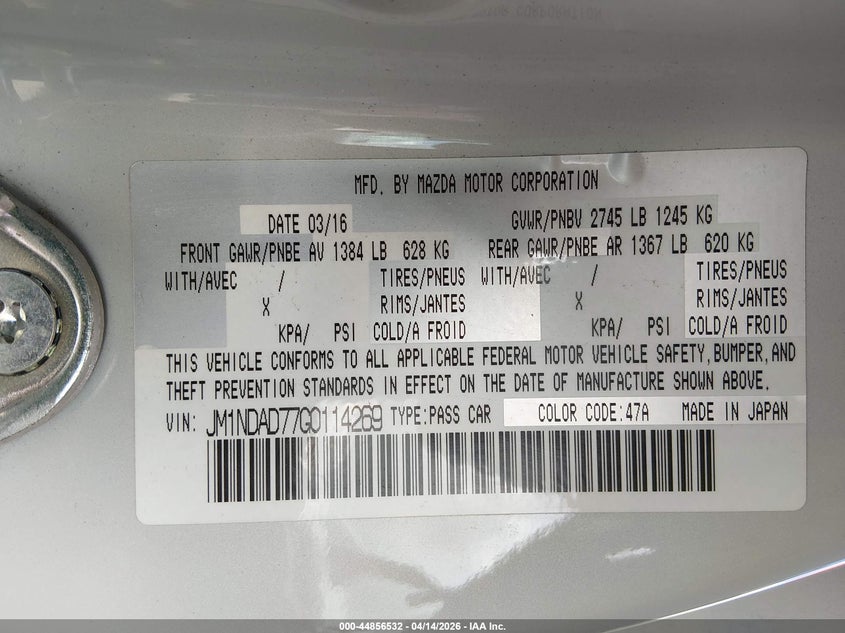 MFD. BY MAZDA MOTOR CORPORATION
DATE 03/16 GVWR/PNBV 2745 LB 1245 KG
FRONT GAWR/PNBE AV 1384 LB 628 KG REAR GAWR/PNBE AR 1367 LB 620 KG
WITH/AVEC / TIRES/PNEUS WITH/AVEC / TIRES/PNEUS
X RIMS/JANTES X RIMS/JANTES
KPA/ PSI COLD/A FROID KPA/ PSI COLD/A FROID
THIS VEHICLE CONFORMS TO ALL APPLICABLE FEDERAL MOTOR VEHICLE SAFETY, BUMPER, AND
THEFT PREVENTION STANDARDS IN EFFECT ON THE DATE OF MANUFACTURE SHOWN ABOVE.
VIN: JM1NDAD77G0114269 TYPE:PASS CAR COLOR CODE:47A MADE IN JAPAN
000-44856532 - 04/14/2026 - IAA Inc.